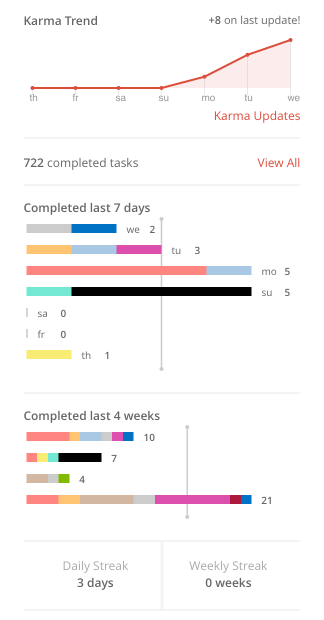 Karma Trend +8 on last update!
th fr sa su mo tu we
Karma Updates
722 completed tasks View All
Completed last 7 days
we 2
tu 3
mo 5
su 5
sa 0
fr 0
th 1
Completed last 4 weeks
10
7
4
21
Daily Streak Weekly Streak
3 days 0 weeks